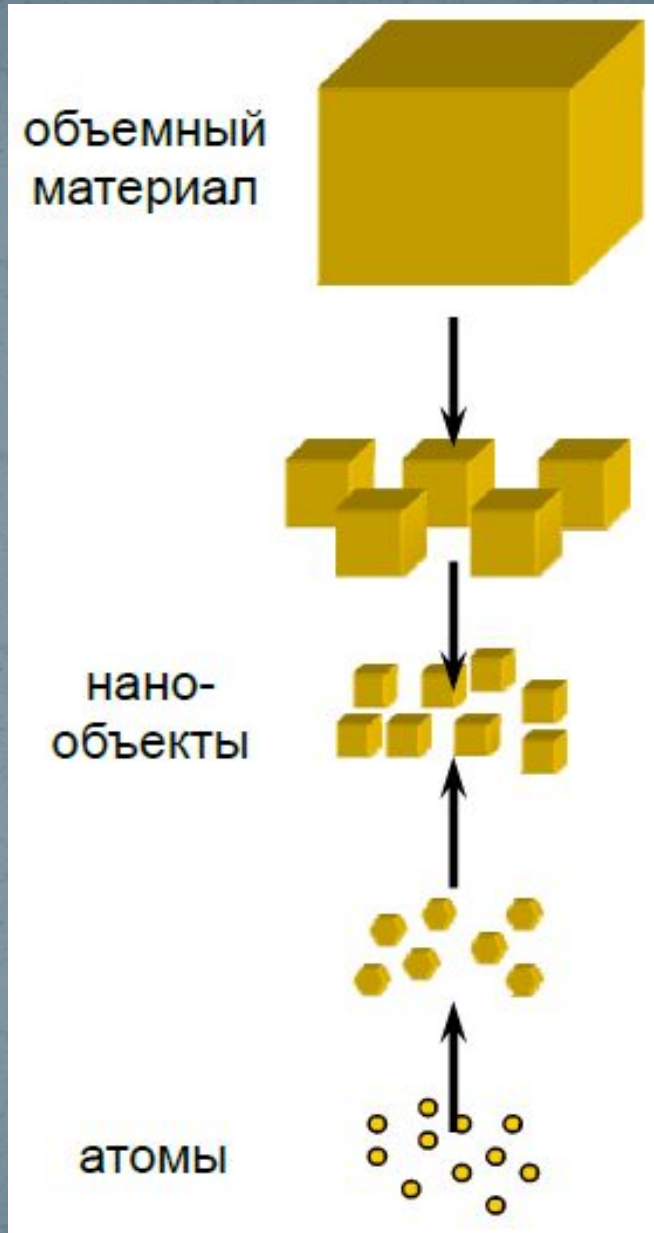 объемный
материал
нано-
объекты
атомы